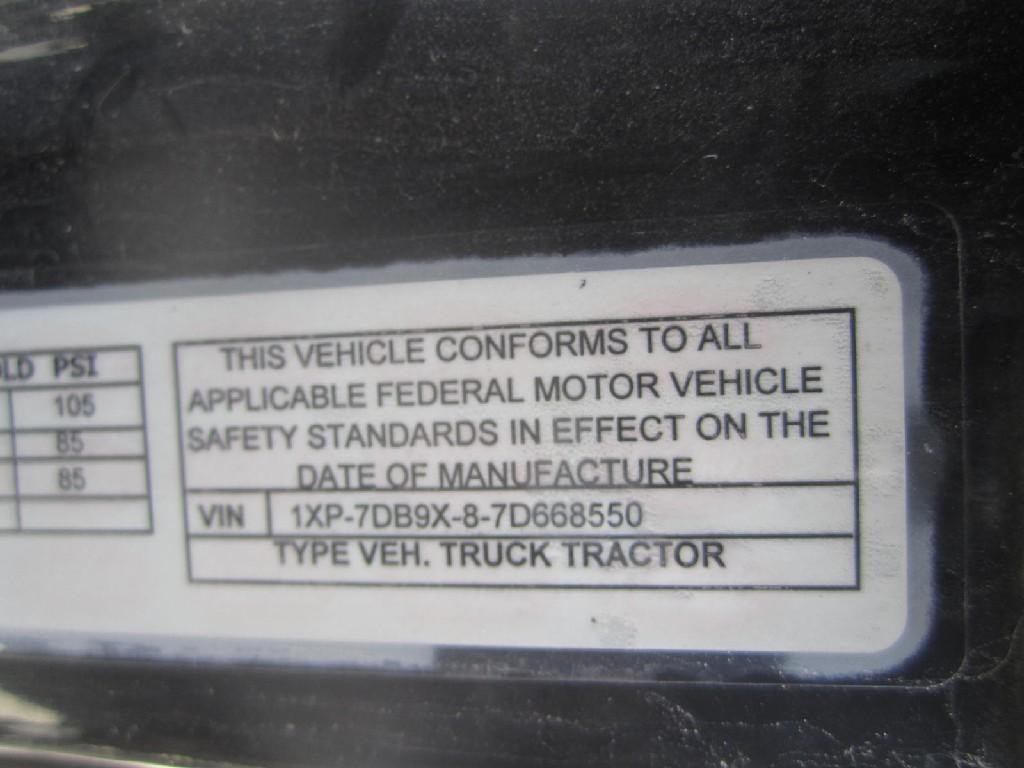 PSI
105
85
85
THIS VEHICLE CONFORMS TO ALL
APPLICABLE FEDERAL MOTOR VEHICLE
SAFETY STANDARDS IN EFFECT ON THE
DATE OF MANUFACTURE
VIN 1XP-7DB9X-8-7D668550
TYPE VEH. TRUCK TRACTOR